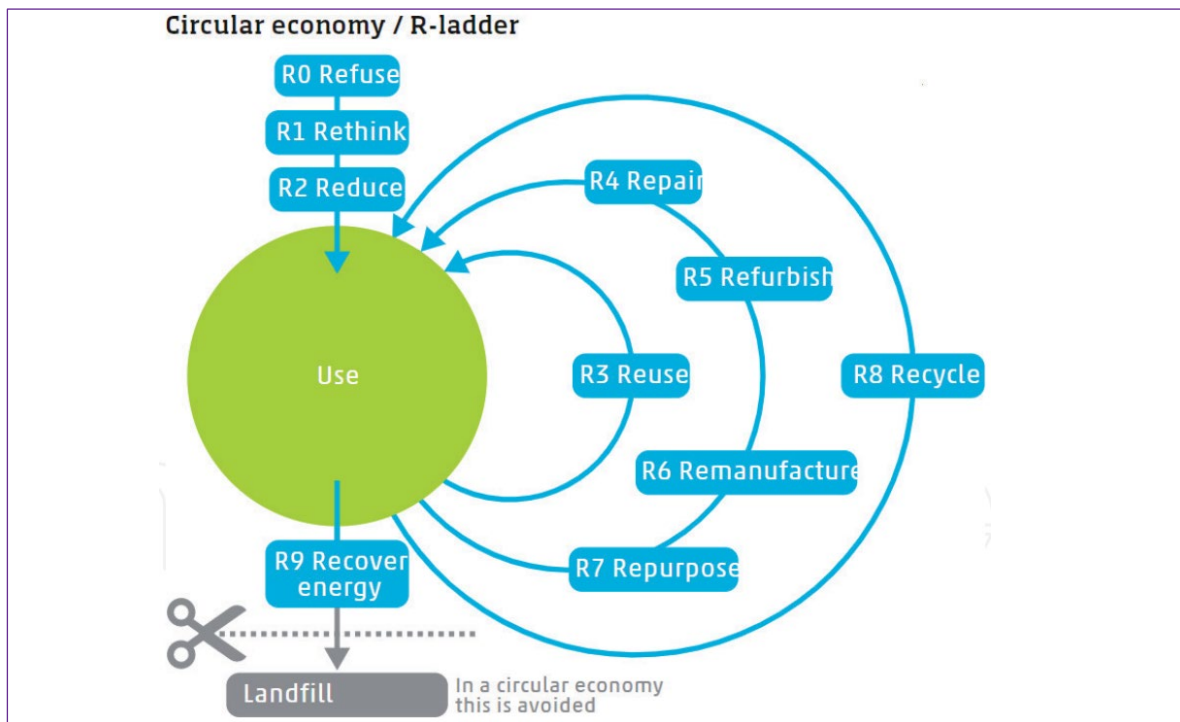 Circular economy / R-ladder
R0 Refuse
R1 Rethink
R2 Reduce
R4 Repair
R5 Refurbish
Use
R3 Reuse
R8 Recycle
R6 Remanufacture
R9 Recover
energy
R7 Repurpose
Landfill
In a circular economy
this is avoided